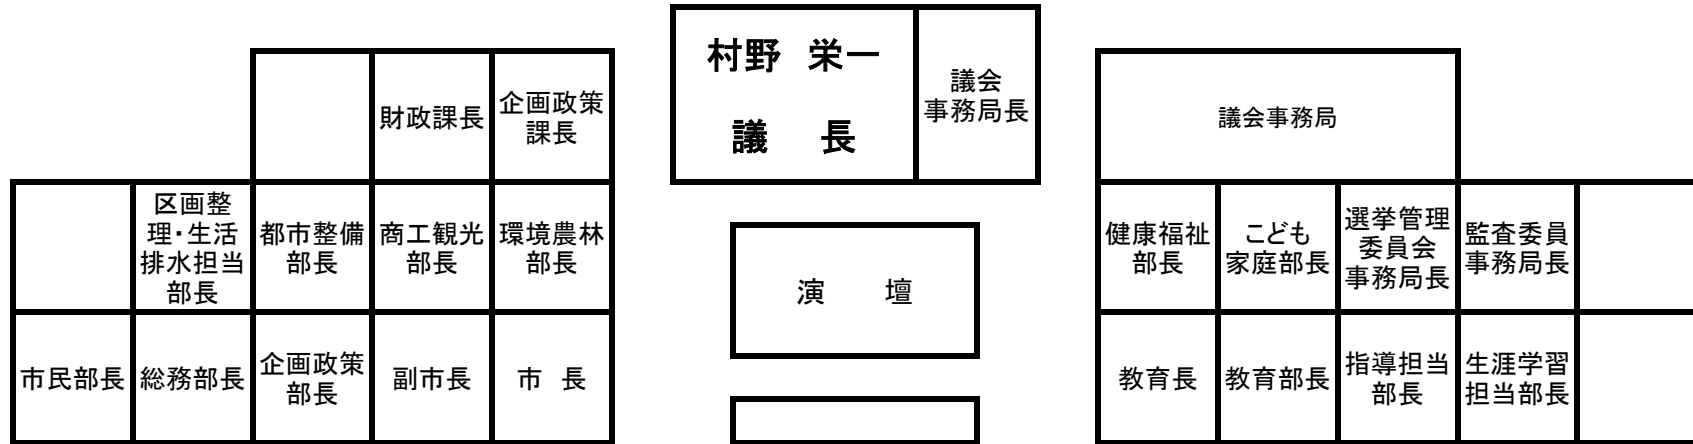 村野　栄一
議　長
議会
事務局長
財政課長
企画政策
課長
議会事務局
区画整
理・生活
排水担当
部長
都市整備
部長
商工観光
部長
環境農林
部長
演　　壇
健康福祉
部長
こども
家庭部長
選挙管理
委員会
事務局長
監査委員
事務局長
市民部長
総務部長
企画政策
部長
副市長
市　長
教育長
教育部長
指導担当
部長
生涯学習
担当部長